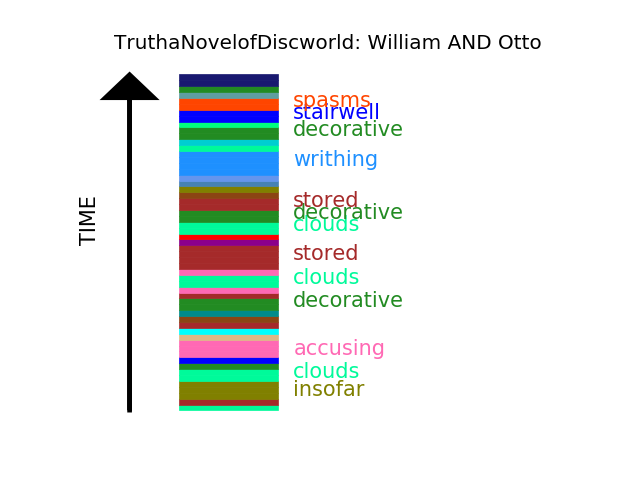 TruthaNovelofDiscworld: William AND Otto
spasms
stairwell
decorative
writhing
stored
decorative
clouds
TIME
stored
clouds
decorative
accusing
clouds
insofar